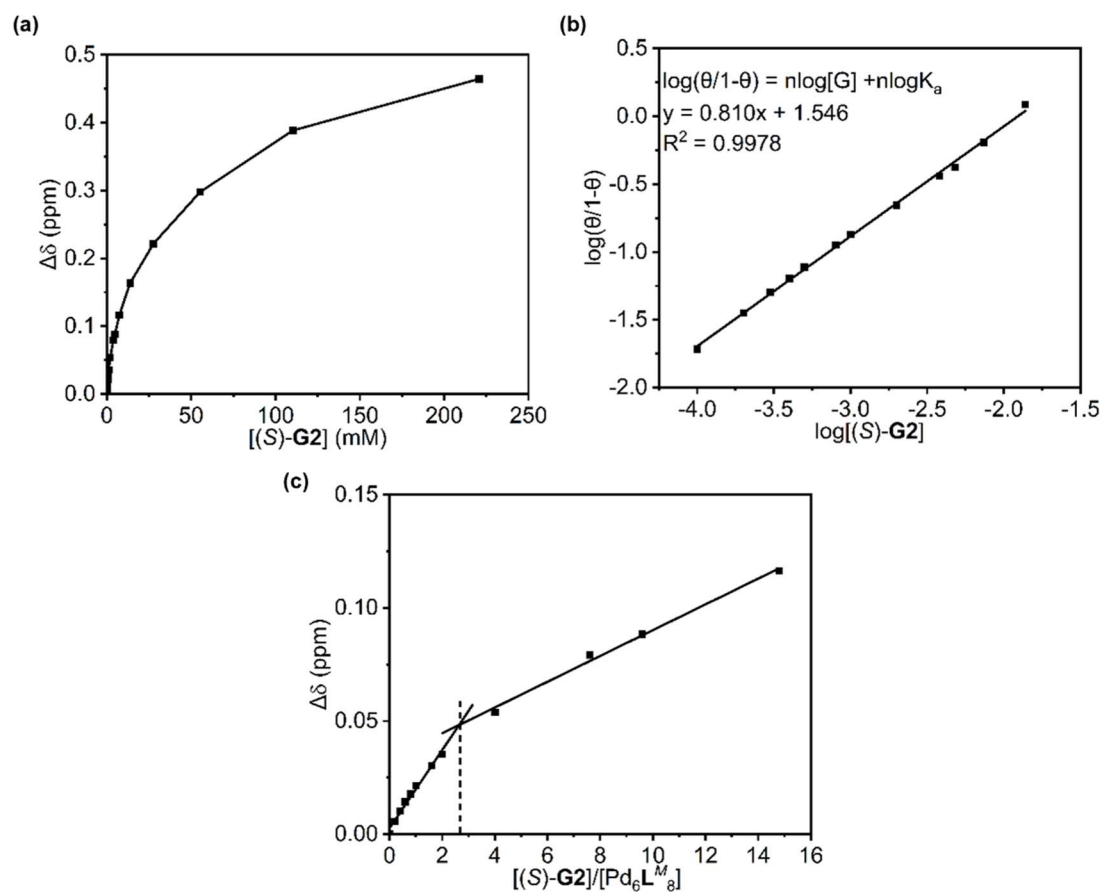 (a)
0.5
0.4
0.3
0.2
0.1
0.0
Δδ (ppm)
0 50 100 150 200 250
[(S)-G2] (mM)
(b)
0.5
0.0
-0.5
-1.0
-1.5
-2.0
log(θ/1-θ)
log(θ/1-θ) = nlog[G] +nlogKₐ
y = 0.810x + 1.546
R² = 0.9978
-4.0 -3.5 -3.0 -2.5 -2.0 -1.5
log[(S)-G2]
(c)
0.15
0.10
0.05
0.00
Δδ (ppm)
0 2 4 6 8 10 12 14 16
[(S)-G2]/[Pd₆Lᴹ₈]